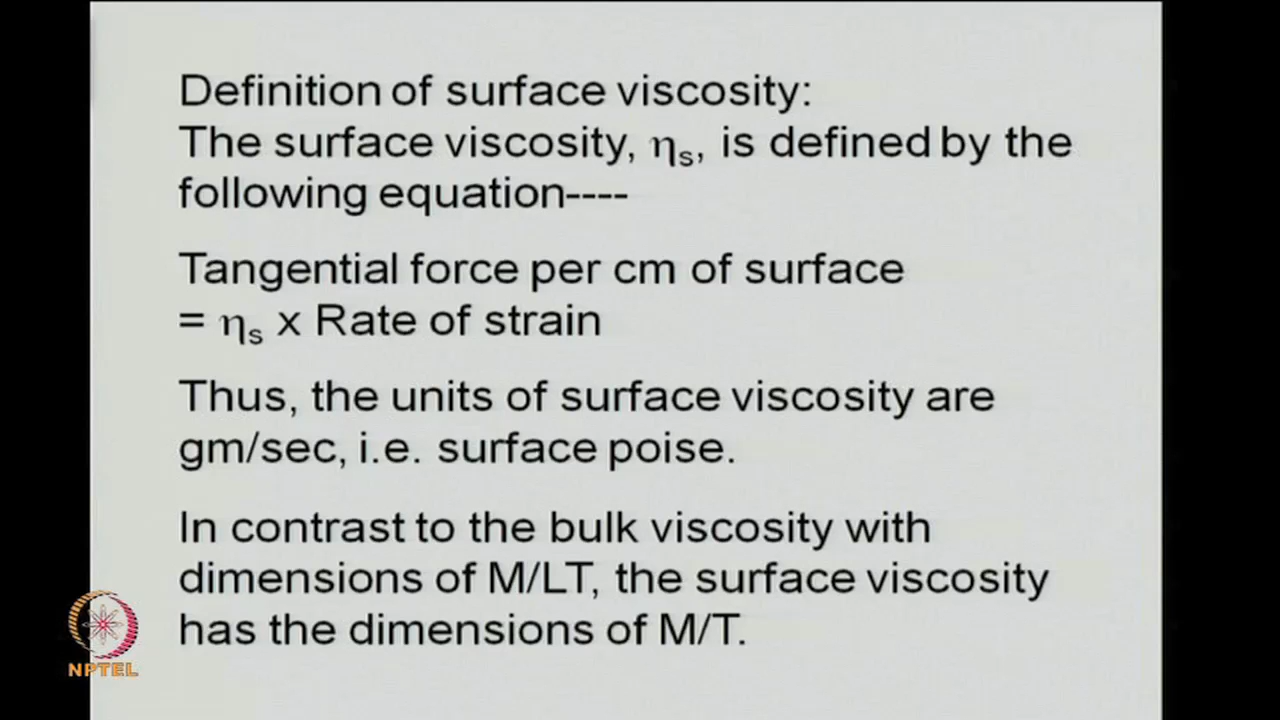 Definition of surface viscosity:
The surface viscosity, ηs, is defined by the
following equation----
Tangential force per cm of surface
= ηs x Rate of strain
Thus, the units of surface viscosity are
gm/sec, i.e. surface poise.
In contrast to the bulk viscosity with
dimensions of M/LT, the surface viscosity
has the dimensions of M/T.
NPTEL